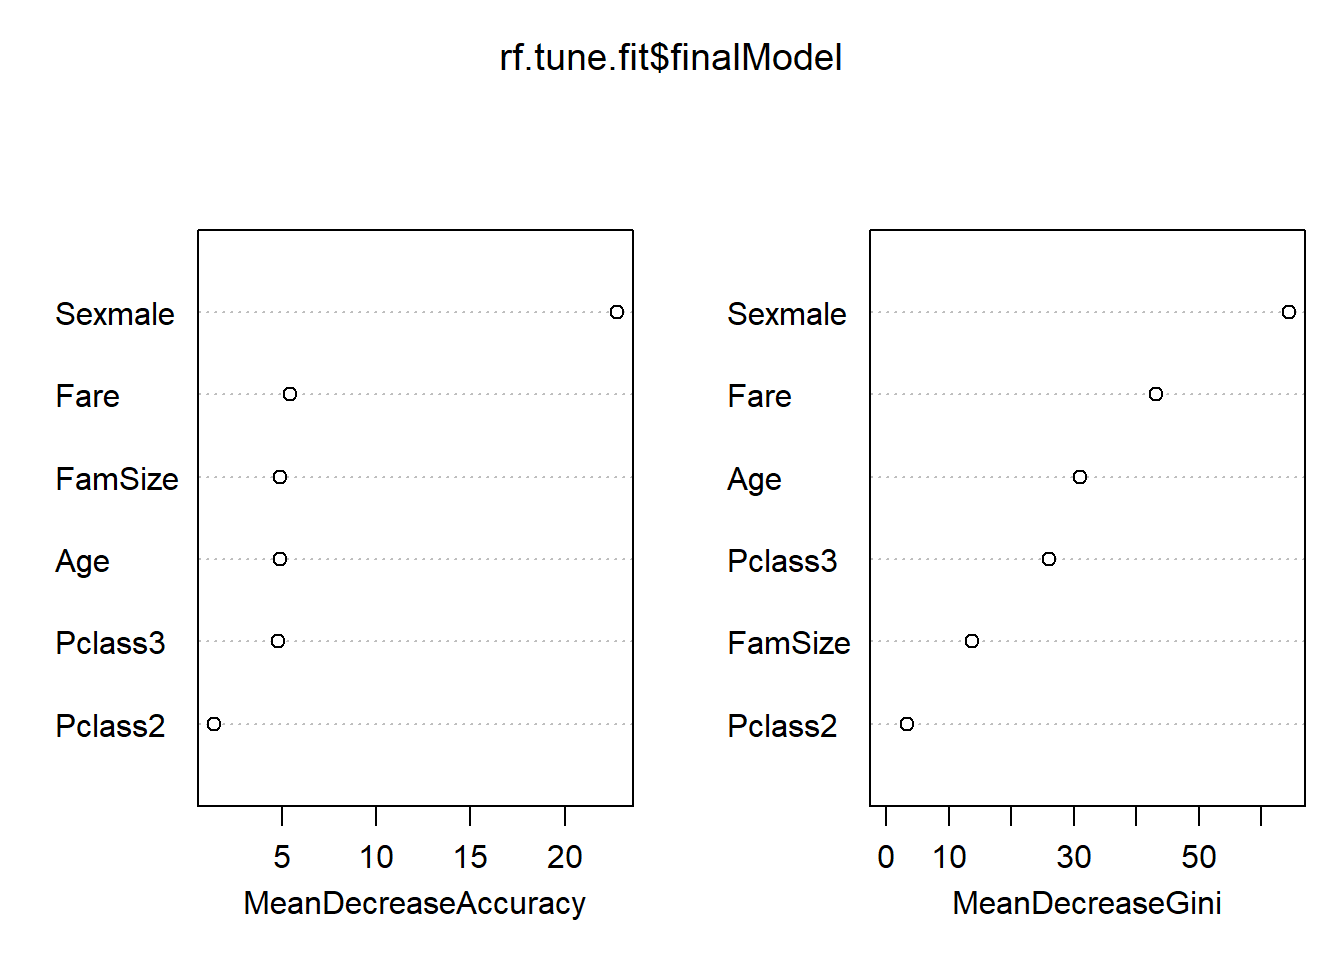 rf.tune.fit$finalModel
Sexmale
Fare
FamSize
Age
Pclass3
Pclass2
5 10 15 20
MeanDecreaseAccuracy
Sexmale
Fare
Age
Pclass3
FamSize
Pclass2
0 10 30 50
MeanDecreaseGini